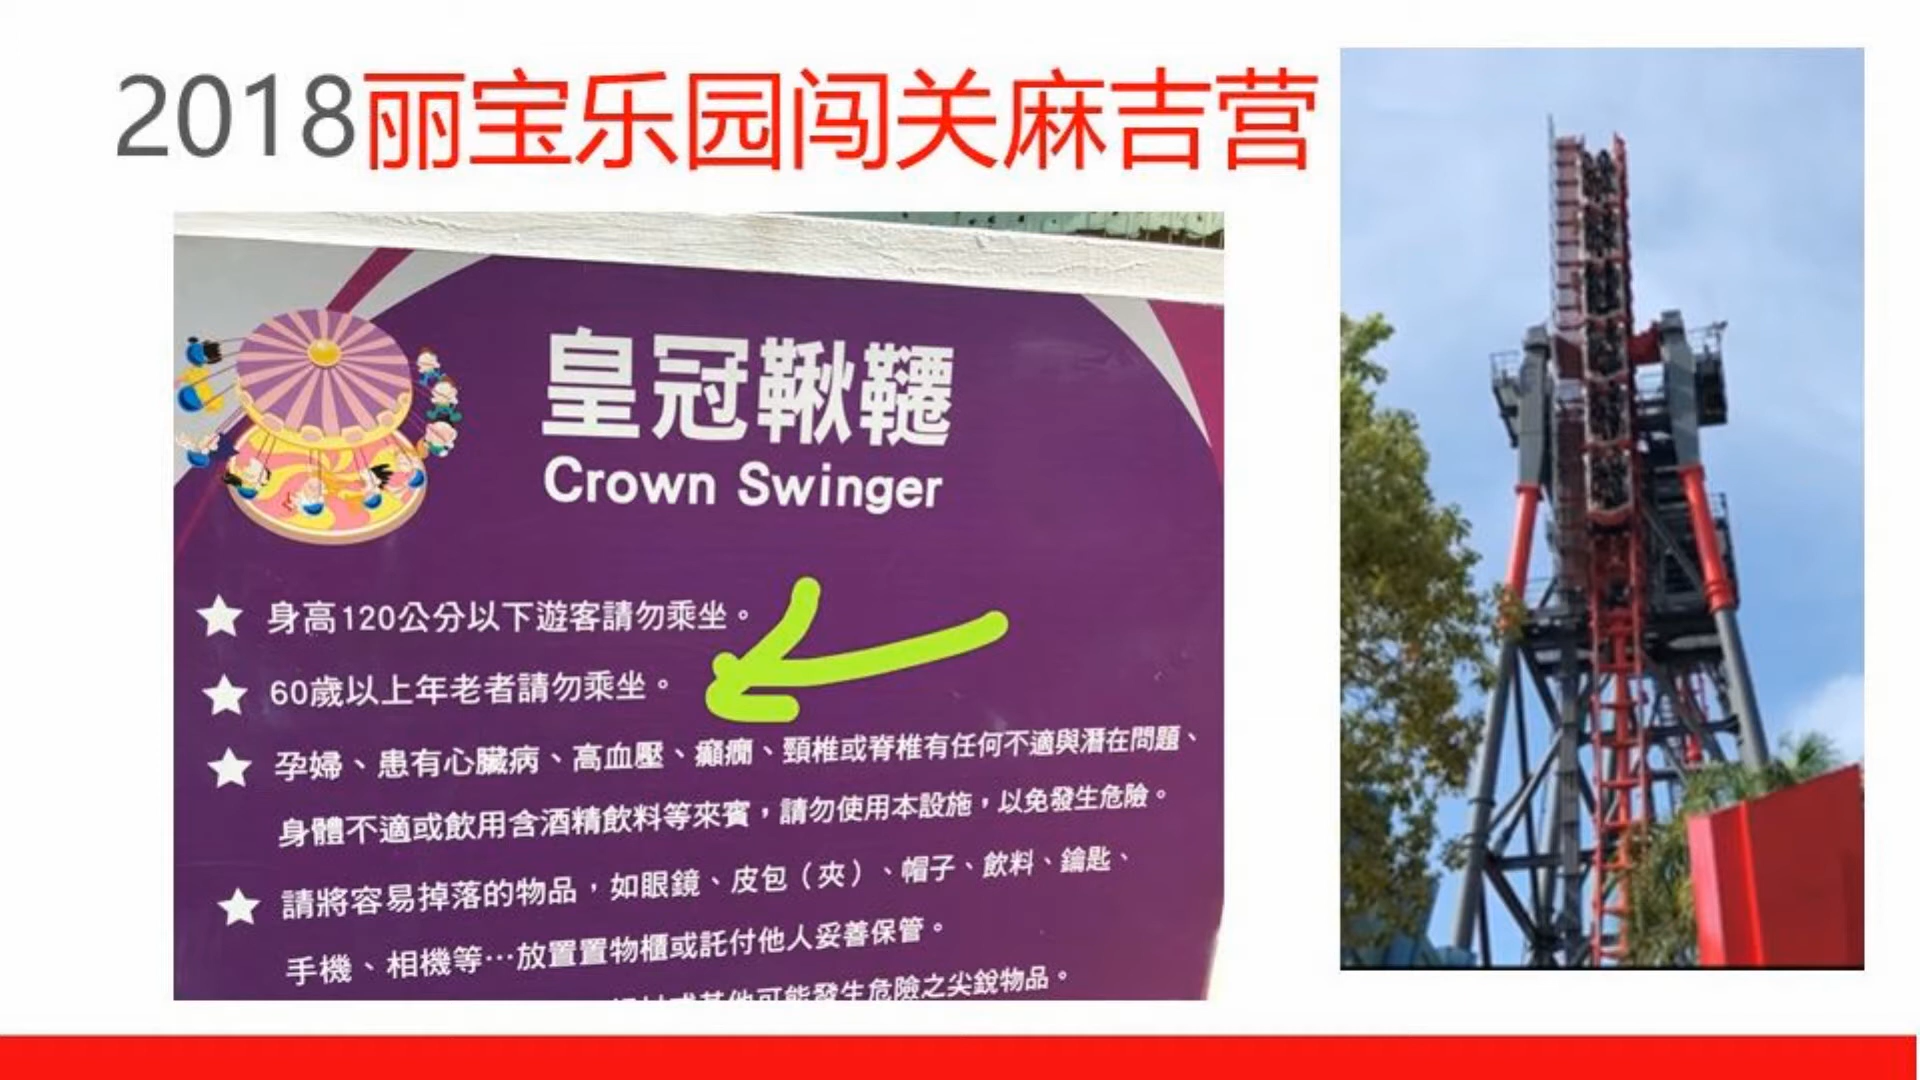 2018丽宝乐园闯关麻吉营
皇冠鞦韆
Crown Swinger
身高120公分以下遊客請勿乘坐。
60歲以上年老者請勿乘坐。
孕婦、患有心臟病、高血壓、癲癇、頸椎或脊椎有任何不適與潛在問題、
身體不適或飲用含酒精飲料等來賓，請勿使用本設施，以免發生危險。
請將容易掉落的物品，如眼鏡、皮包（夾）、帽子、飲料、鑰匙、
手機、相機等…放置置物櫃或託付他人妥善保管。
或其他可能發生危險之尖銳物品。